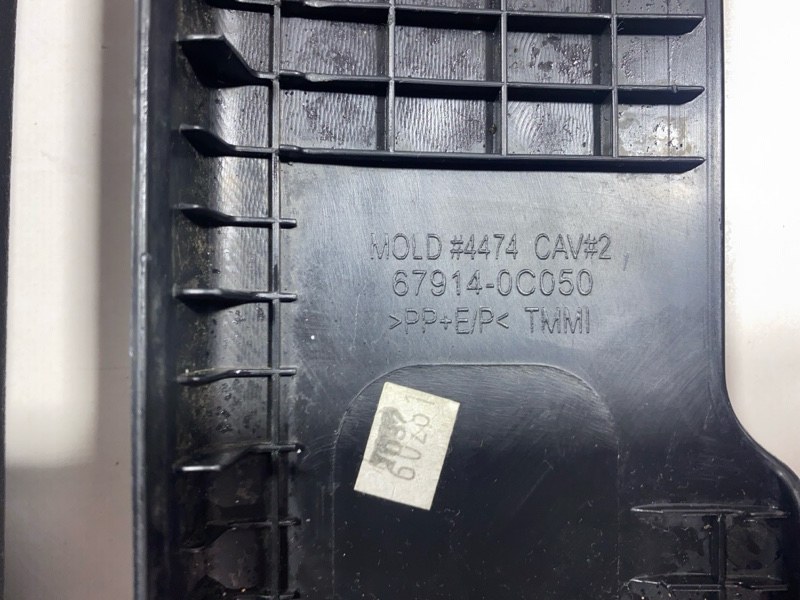 MOLD #4474 CAV#2
67914-0C050
>PP+E/P< TMMI